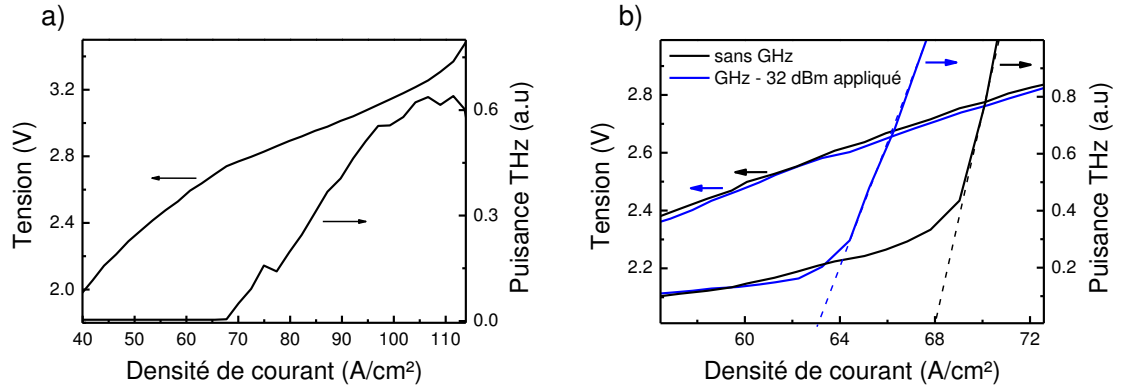 a)
3.6
3.2
2.8
2.4
2.0
Tension (V)
0.6
0.3
0.0
Puisance THz (a.u)
40 50 60 70 80 90 100 110
Densité de courant (A/cm²)
b)
sans GHz
GHz - 32 dBm appliqué
2.8
2.6
2.4
2.2
Tension (V)
0.8
0.6
0.4
0.2
Puisance THz (a.u)
60 64 68 72
Densité de courant (A/cm²)